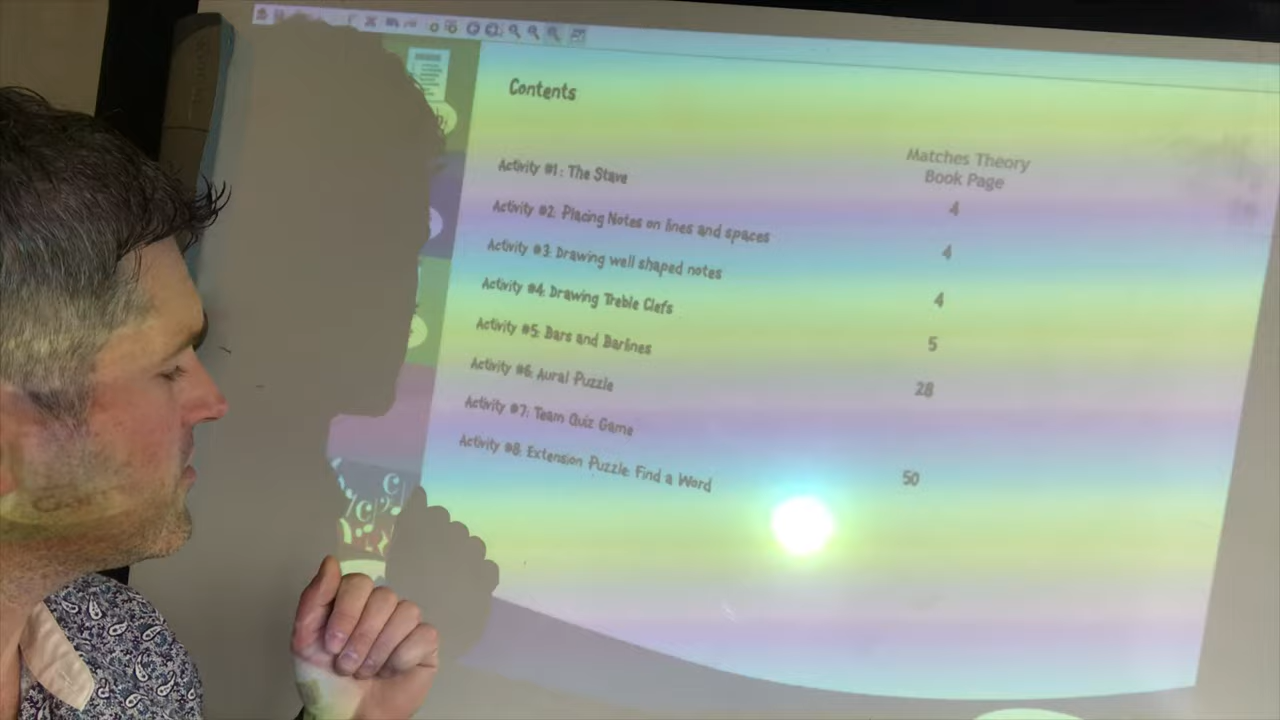 Contents
Matches Theory
Book Page
Activity #1: The Stave 4
Activity #2: Placing Notes on lines and spaces 4
Activity #3: Drawing well shaped notes 4
Activity #4: Drawing Treble Clefs 5
Activity #5: Bars and Barlines 28
Activity #6: Aural Puzzle
Activity #7: Team Quiz Game 50
Activity #8: Extension Puzzle: Find a Word